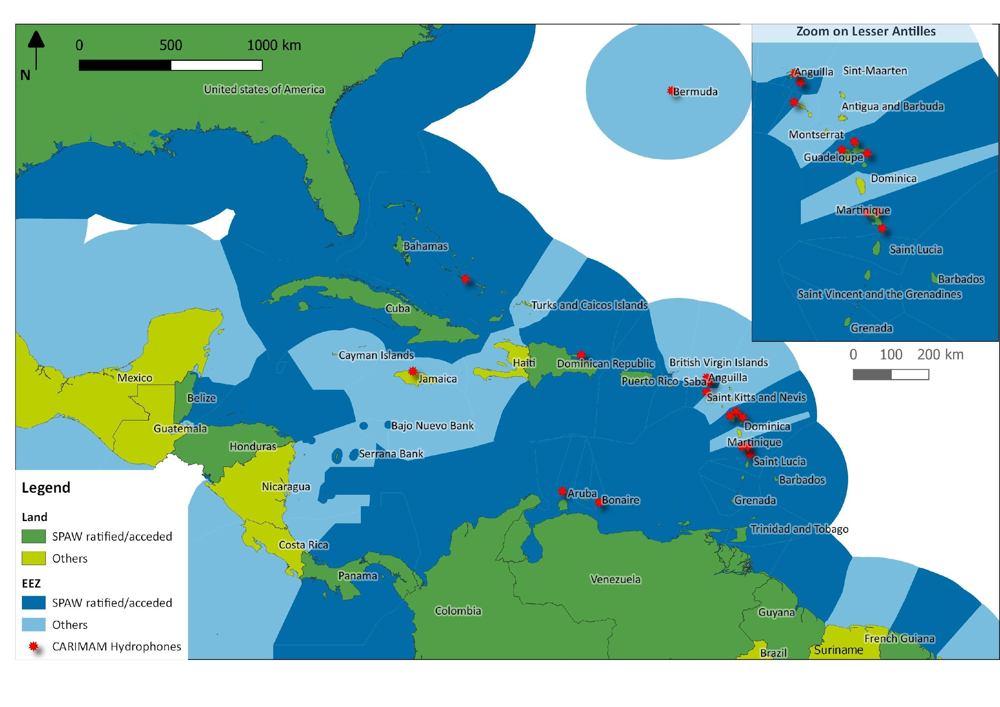 Zoom on Lesser Antilles
0 500 1000 km
N
United states of America
Bermuda
Anguilla
Sint-Maarten
Antigua and Barbuda
Montserrat
Guadeloupe
Dominica
Martinique
Saint Lucia
Barbados
Saint Vincent and the Grenadines
Grenada
0 100 200 km
Bahamas
Cuba
Turks and Caicos Islands
Cayman Islands
Jamaica
Haiti
Dominican Republic
British Virgin Islands
Puerto Rico
Saba
Anguilla
Saint Kitts and Nevis
Mexico
Belize
Guatemala
Honduras
Bajo Nuevo Bank
Serrana Bank
Dominica
Martinique
Saint Lucia
Barbados
Nicaragua
Aruba
Bonaire
Grenada
Trinidad and Tobago
Costa Rica
Panama
Venezuela
Colombia
Guyana
French Guiana
Suriname
Brazil
Legend
Land
SPAW ratified/acceded
Others
EEZ
SPAW ratified/acceded
Others
CARIMAM Hydrophones